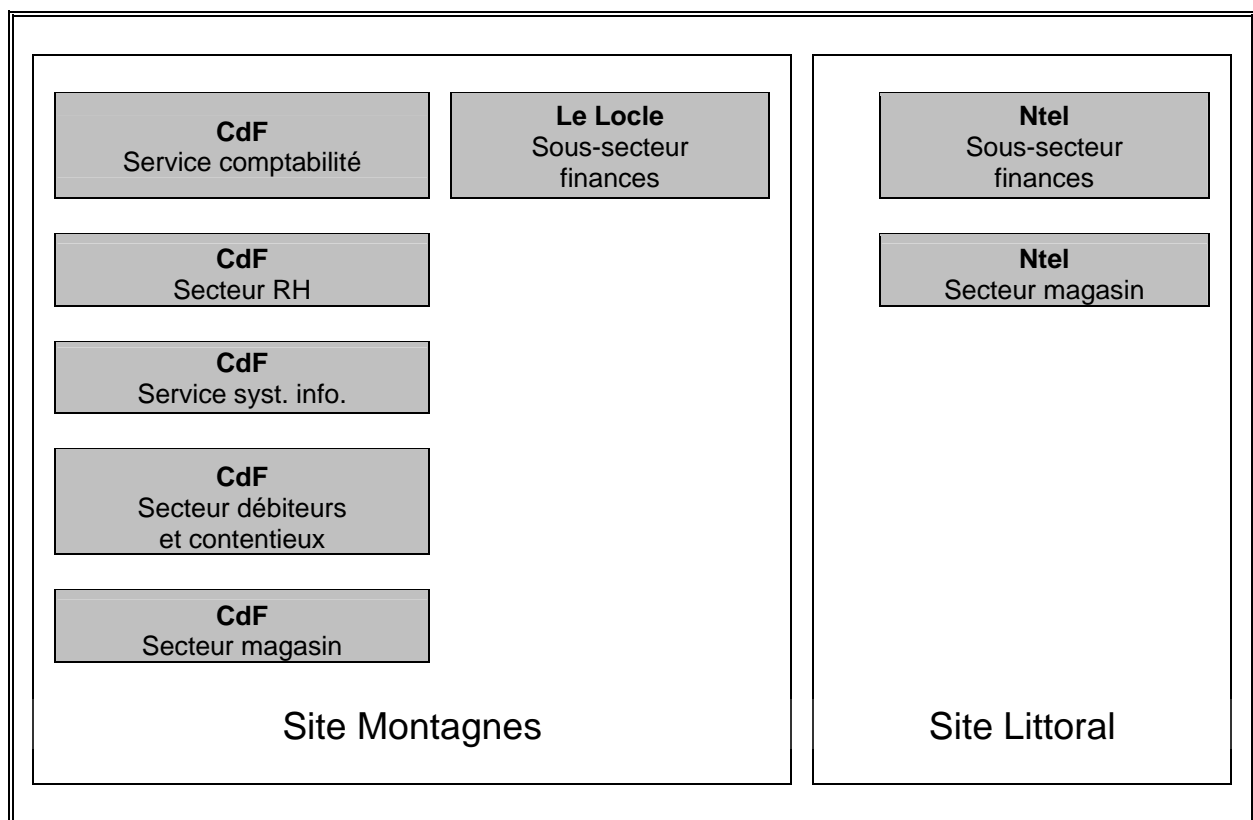 CdF
Service comptabilité
Le Locle
Sous-secteur
finances
CdF
Secteur RH
CdF
Service syst. info.
CdF
Secteur débiteurs
et contentieux
CdF
Secteur magasin
Site Montagnes
Ntel
Sous-secteur
finances
Ntel
Secteur magasin
Site Littoral